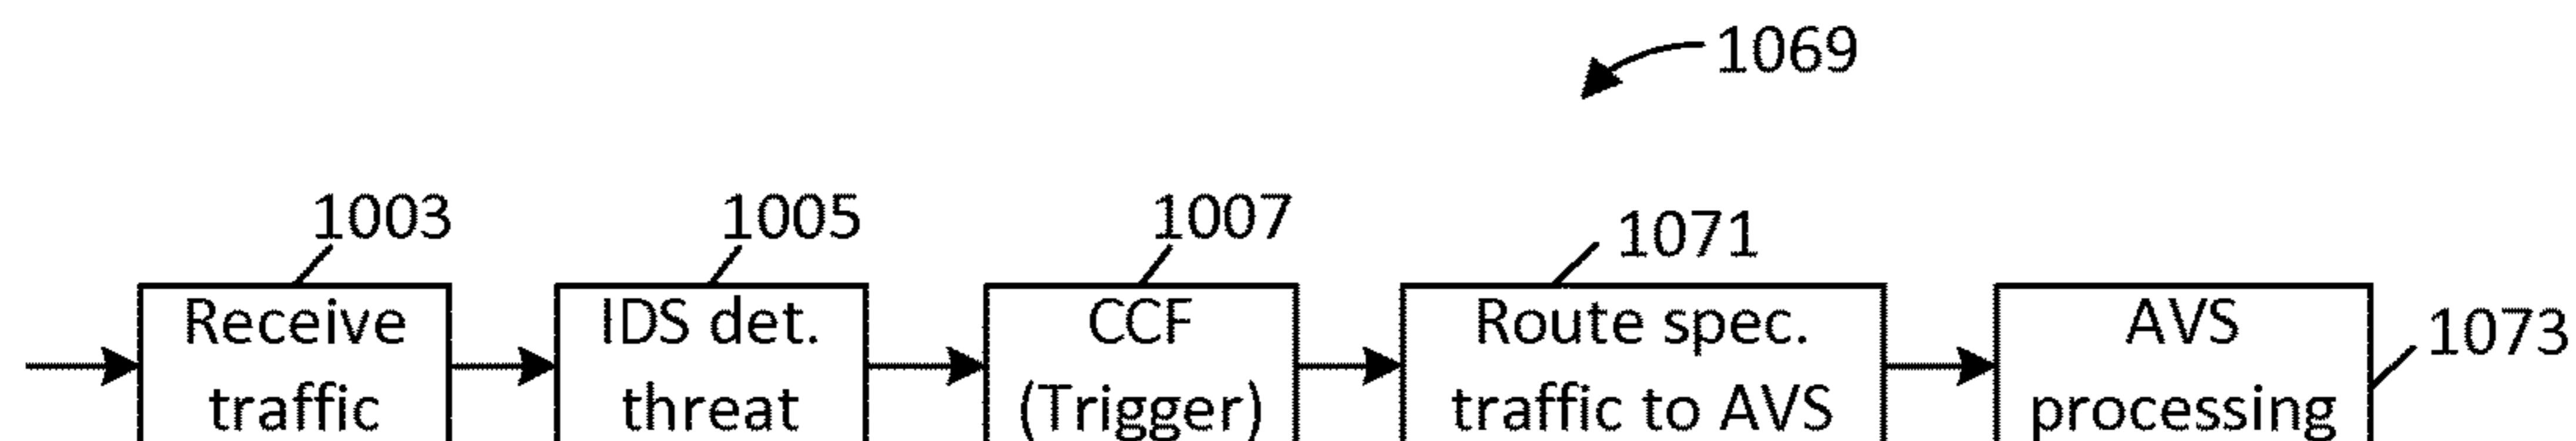 1069
1003
1005
1007
1071
Receive
traffic
IDS det.
threat
CCF
(Trigger)
Route spec.
traffic to AVS
AVS
processing
1073